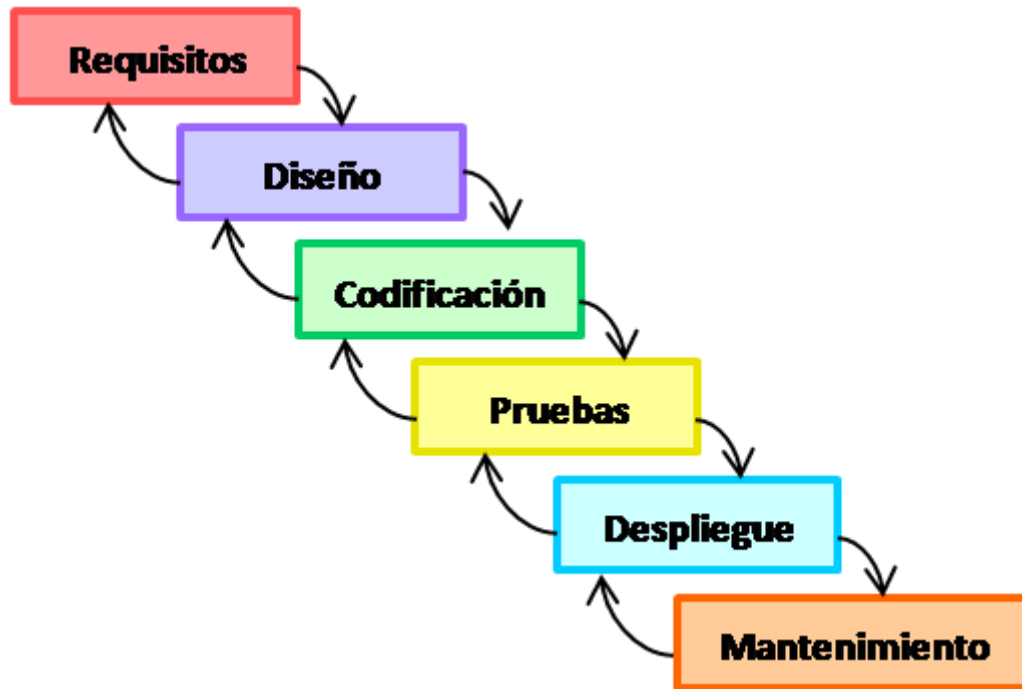 Requisitos
Diseño
Codificación
Pruebas
Despliegue
Mantenimiento